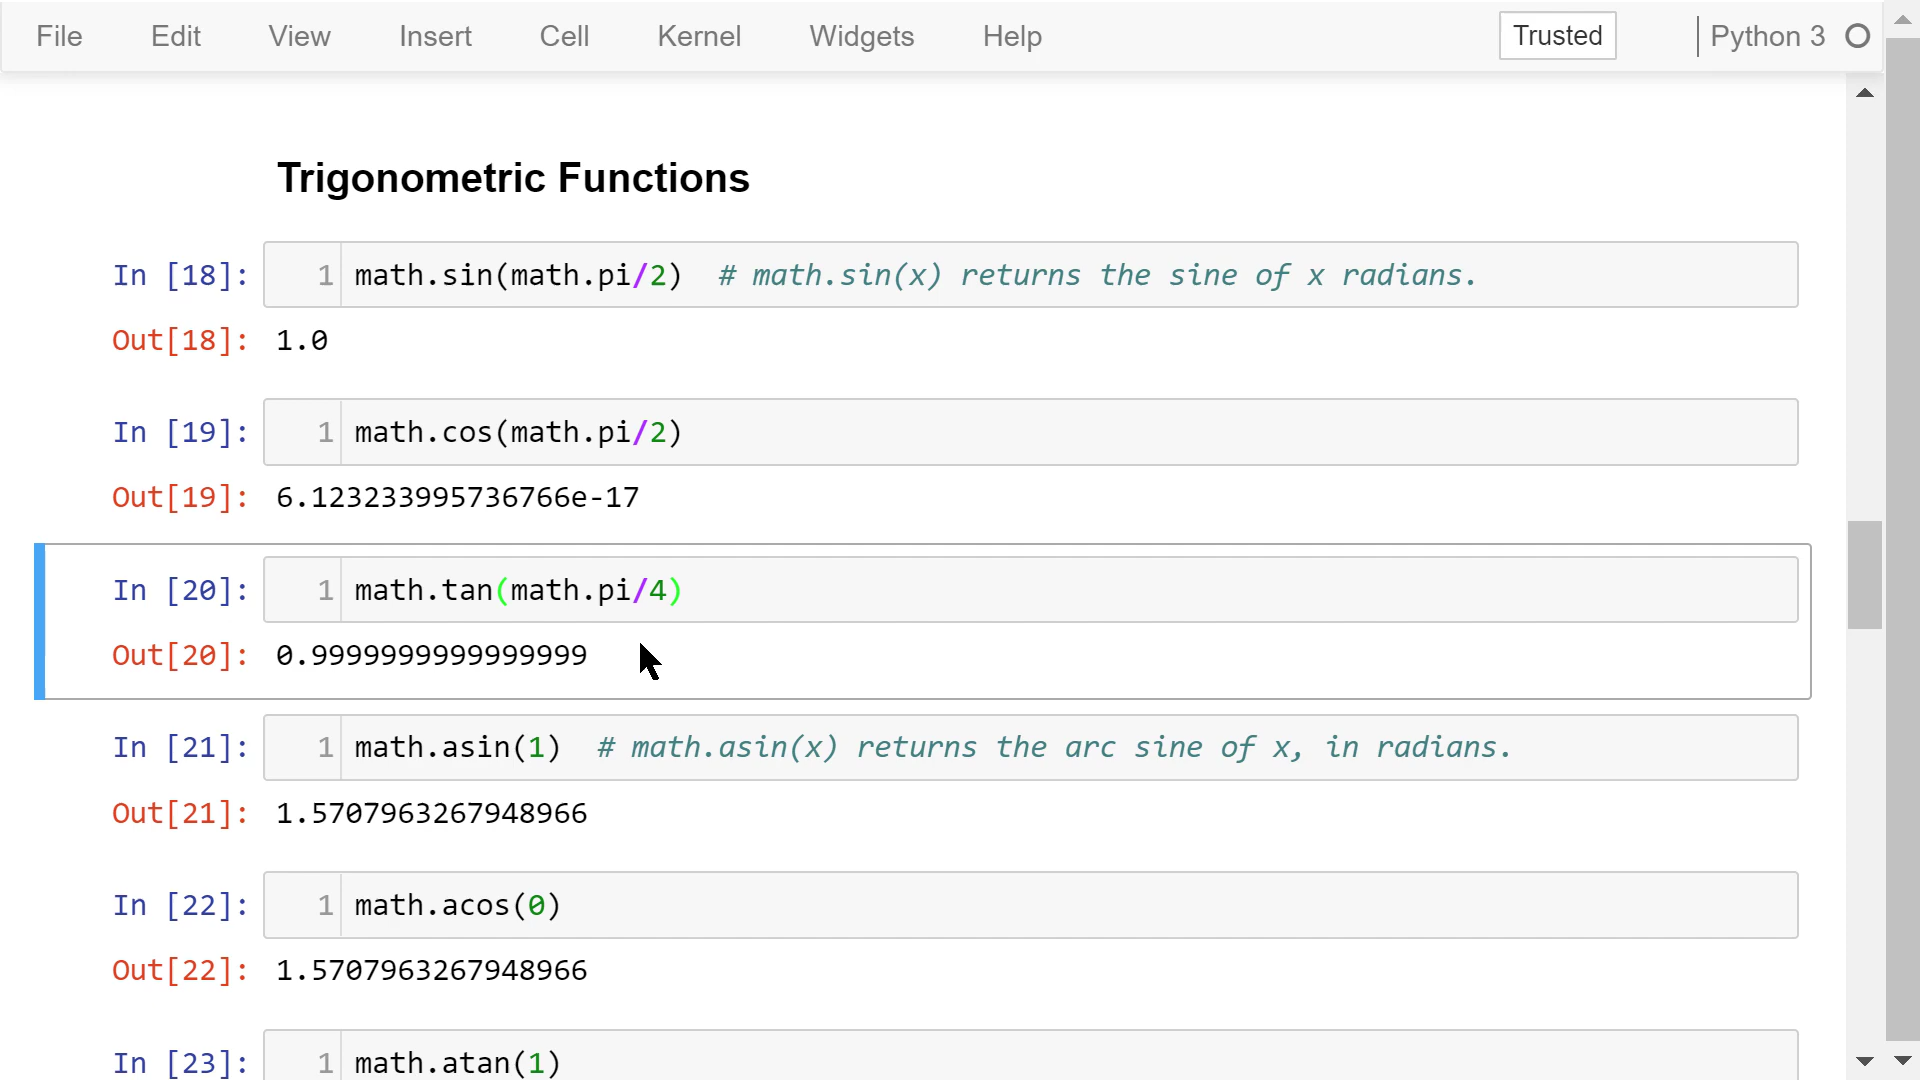 File Edit View Insert Cell Kernel Widgets Help Trusted Python 3
Trigonometric Functions
In [18]: 1 math.sin(math.pi/2)  # math.sin(x) returns the sine of x radians.
Out[18]: 1.0
In [19]: 1 math.cos(math.pi/2)
Out[19]: 6.123233995736766e-17
In [20]: 1 math.tan(math.pi/4)
Out[20]: 0.9999999999999999
In [21]: 1 math.asin(1)  # math.asin(x) returns the arc sine of x, in radians.
Out[21]: 1.5707963267948966
In [22]: 1 math.acos(0)
Out[22]: 1.5707963267948966
In [23]: 1 math.atan(1)